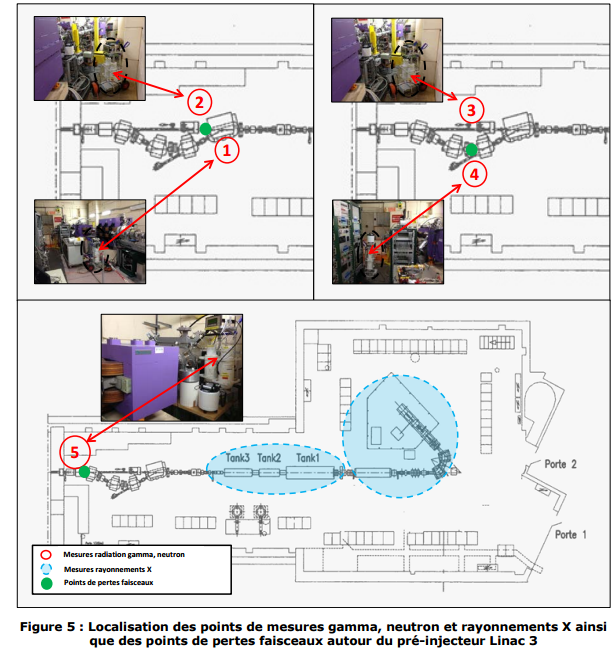 2
3
1
4
5
Tank3 Tank2 Tank1
Porte 2
Porte 1
Mesures radiation gamma, neutron
Mesures rayonnements X
Points de pertes faisceaux
Figure 5 : Localisation des points de mesures gamma, neutron et rayonnements X ainsi
que des points de pertes faisceaux autour du pré-injecteur Linac 3